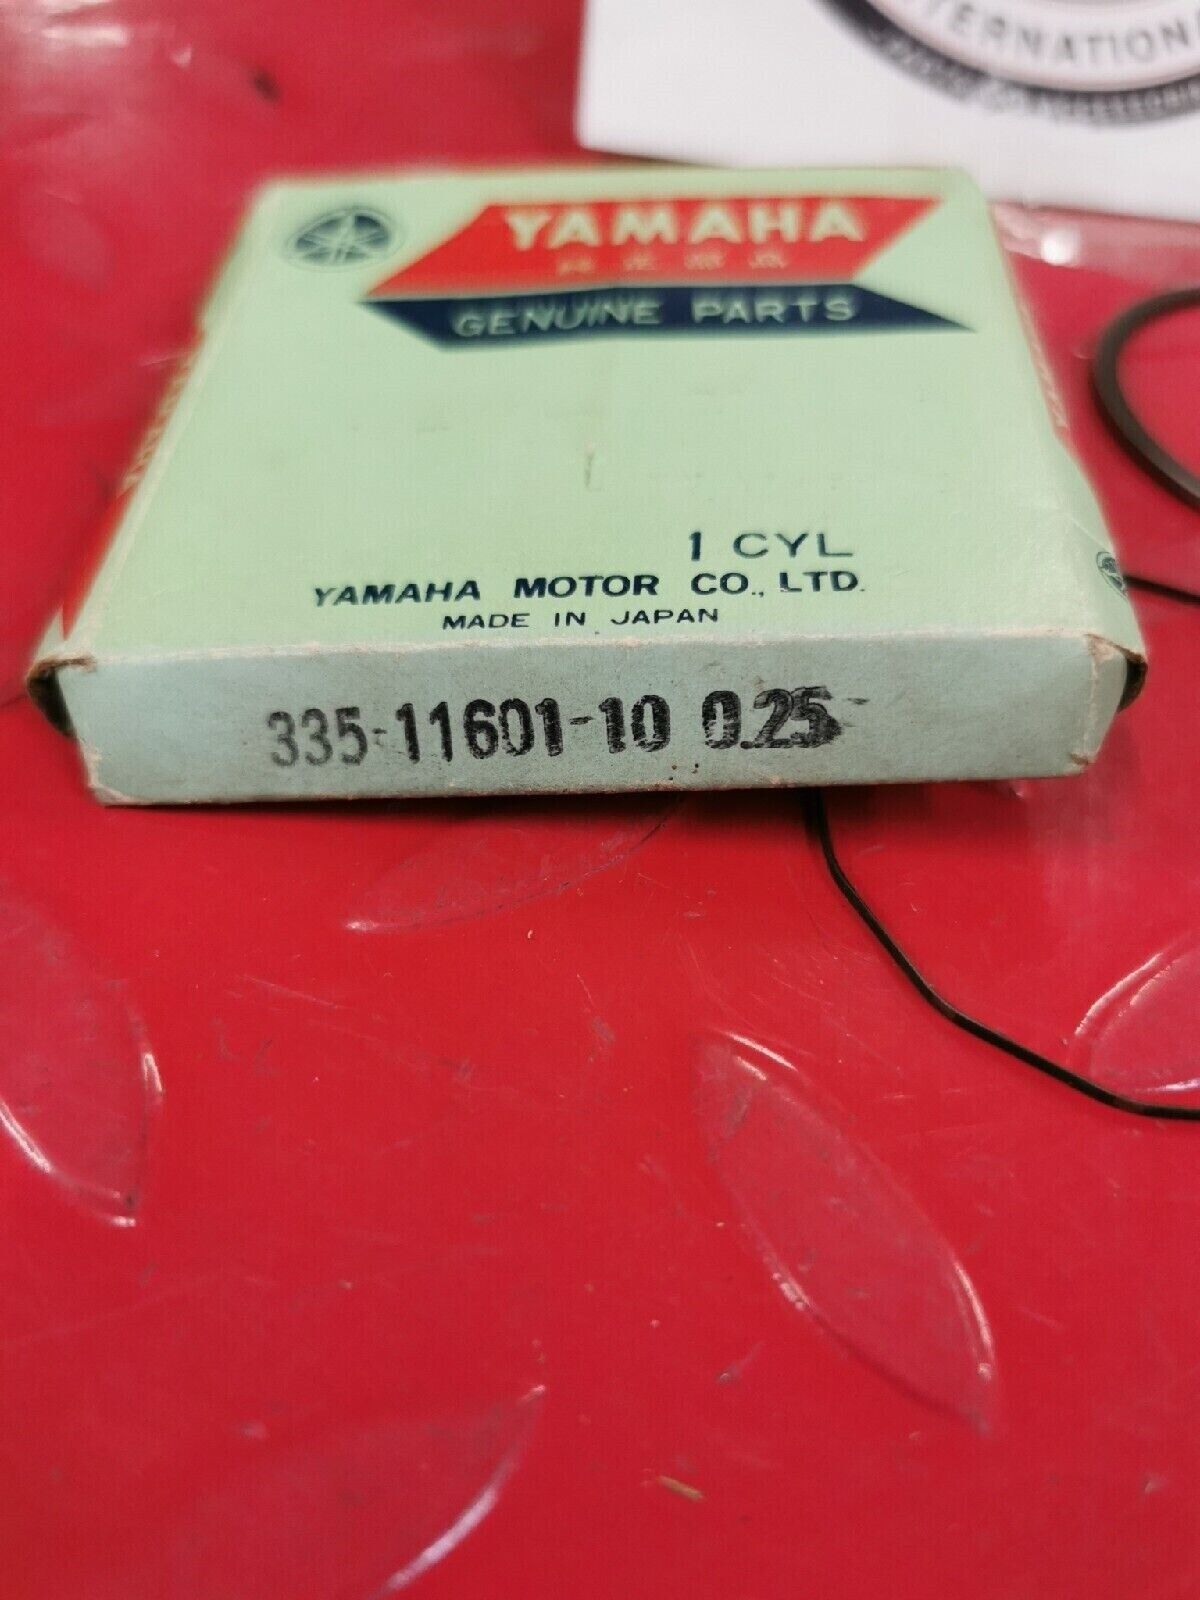 YAMAHA
GENUINE PARTS
1 CYL
YAMAHA MOTOR CO., LTD.
MADE IN JAPAN
335-11601-10 0.25